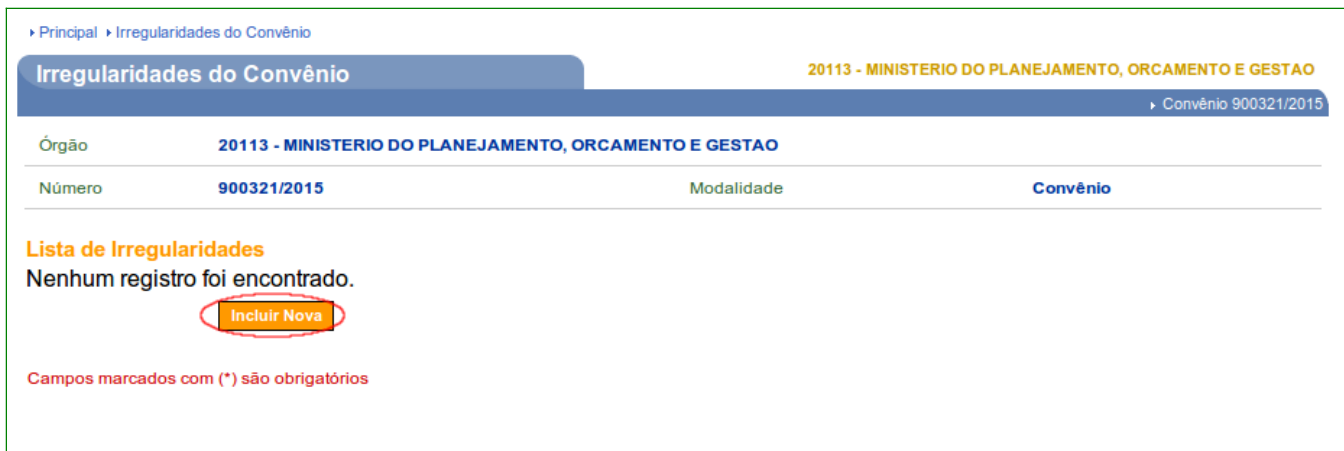 Principal Irregularidades do Convênio
Irregularidades do Convênio
20113 - MINISTERIO DO PLANEJAMENTO, ORCAMENTO E GESTAO
Convênio 900321/2015
Órgão 20113 - MINISTERIO DO PLANEJAMENTO, ORCAMENTO E GESTAO
Número 900321/2015 Modalidade Convênio
Lista de Irregularidades
Nenhum registro foi encontrado.
Incluir Nova
Campos marcados com (*) são obrigatórios